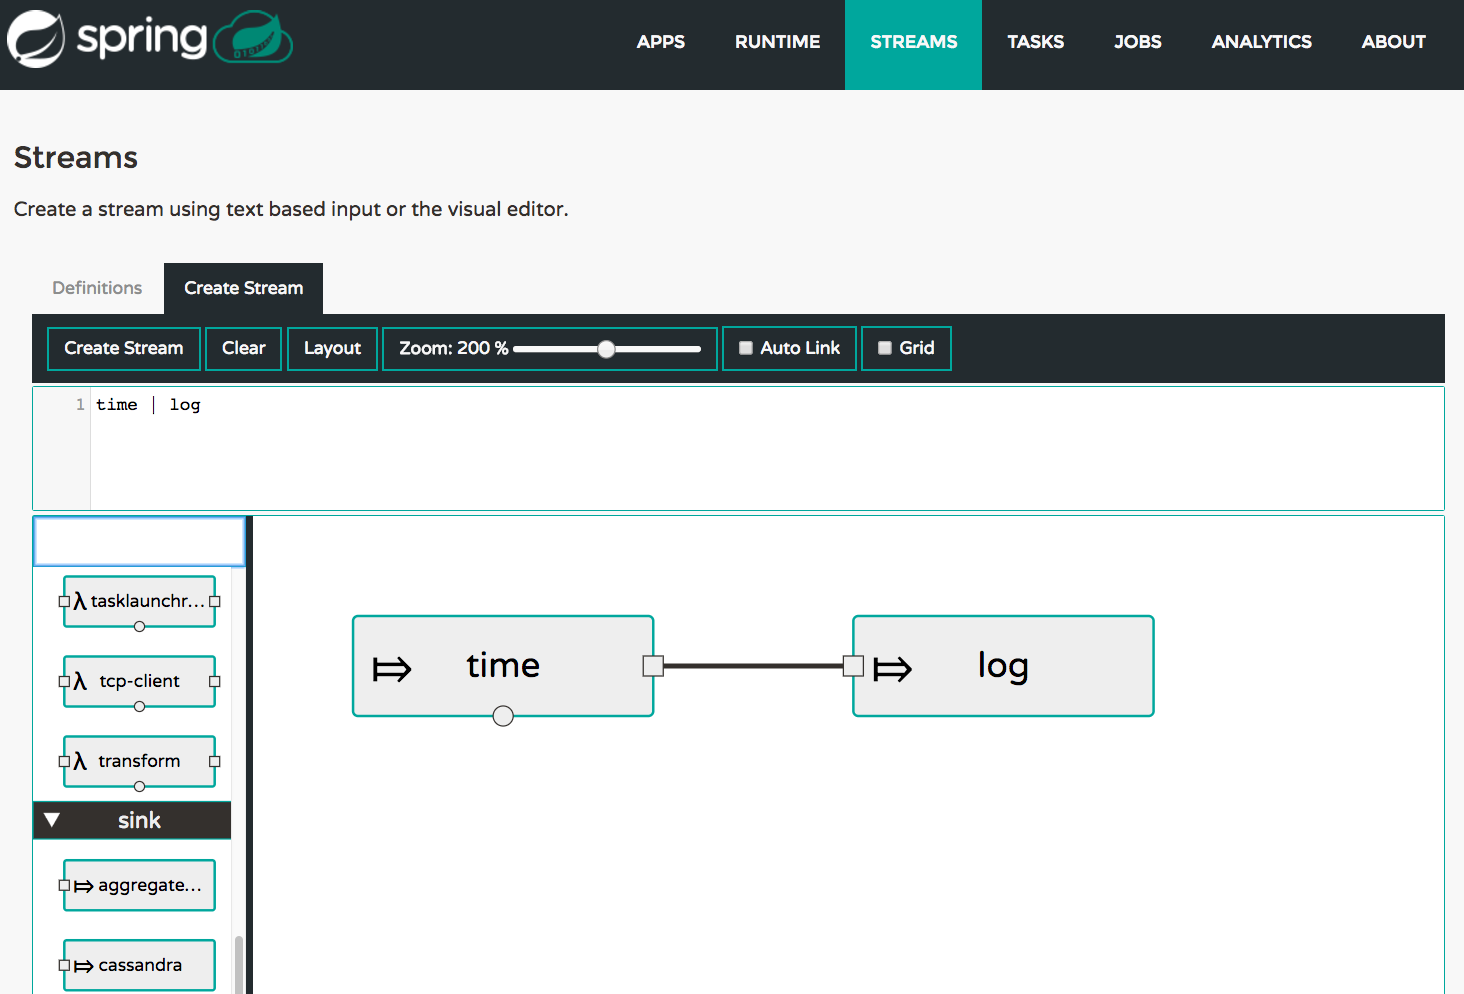 spring
APPS RUNTIME STREAMS TASKS JOBS ANALYTICS ABOUT
Streams
Create a stream using text based input or the visual editor.
Definitions Create Stream
Create Stream Clear Layout Zoom: 200 % Auto Link Grid
1 time | log
λ tasklaunchr...
λ tcp-client
λ transform
sink
aggregate...
cassandra
time log